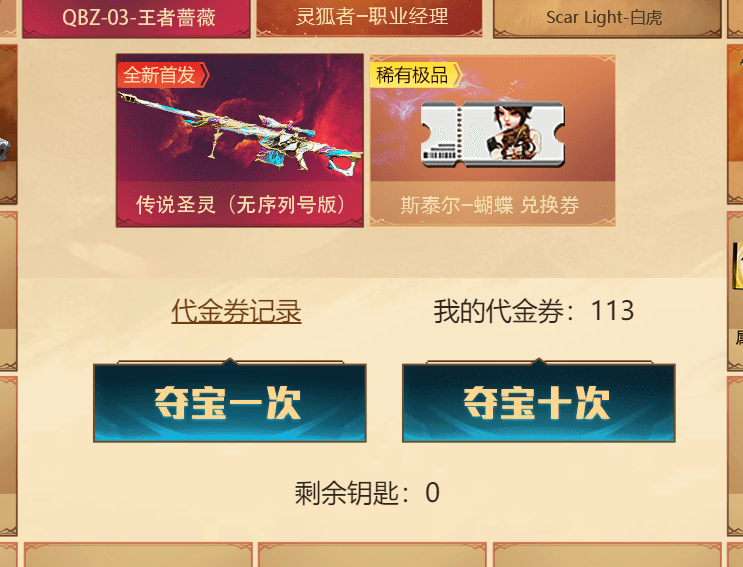 QBZ-03-王者蔷薇
灵狐者-职业经理
Scar Light-白虎
全新首发
稀有极品
传说圣灵（无序列号版）
斯泰尔-蝴蝶 兑换券
代金券记录
我的代金券：113
夺宝一次
夺宝十次
剩余钥匙：0